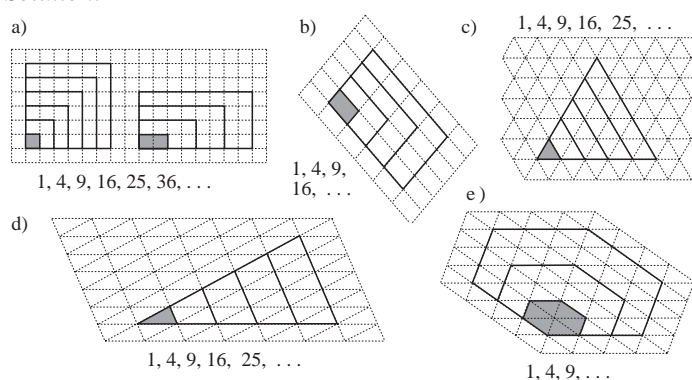 a)
b)
c)
1, 4, 9, 16, 25, . . .
1, 4, 9, 16, 25, 36, . . .
1, 4, 9,
16, . . .
d)
e )
1, 4, 9, 16, 25, . . .
1, 4, 9, . . .